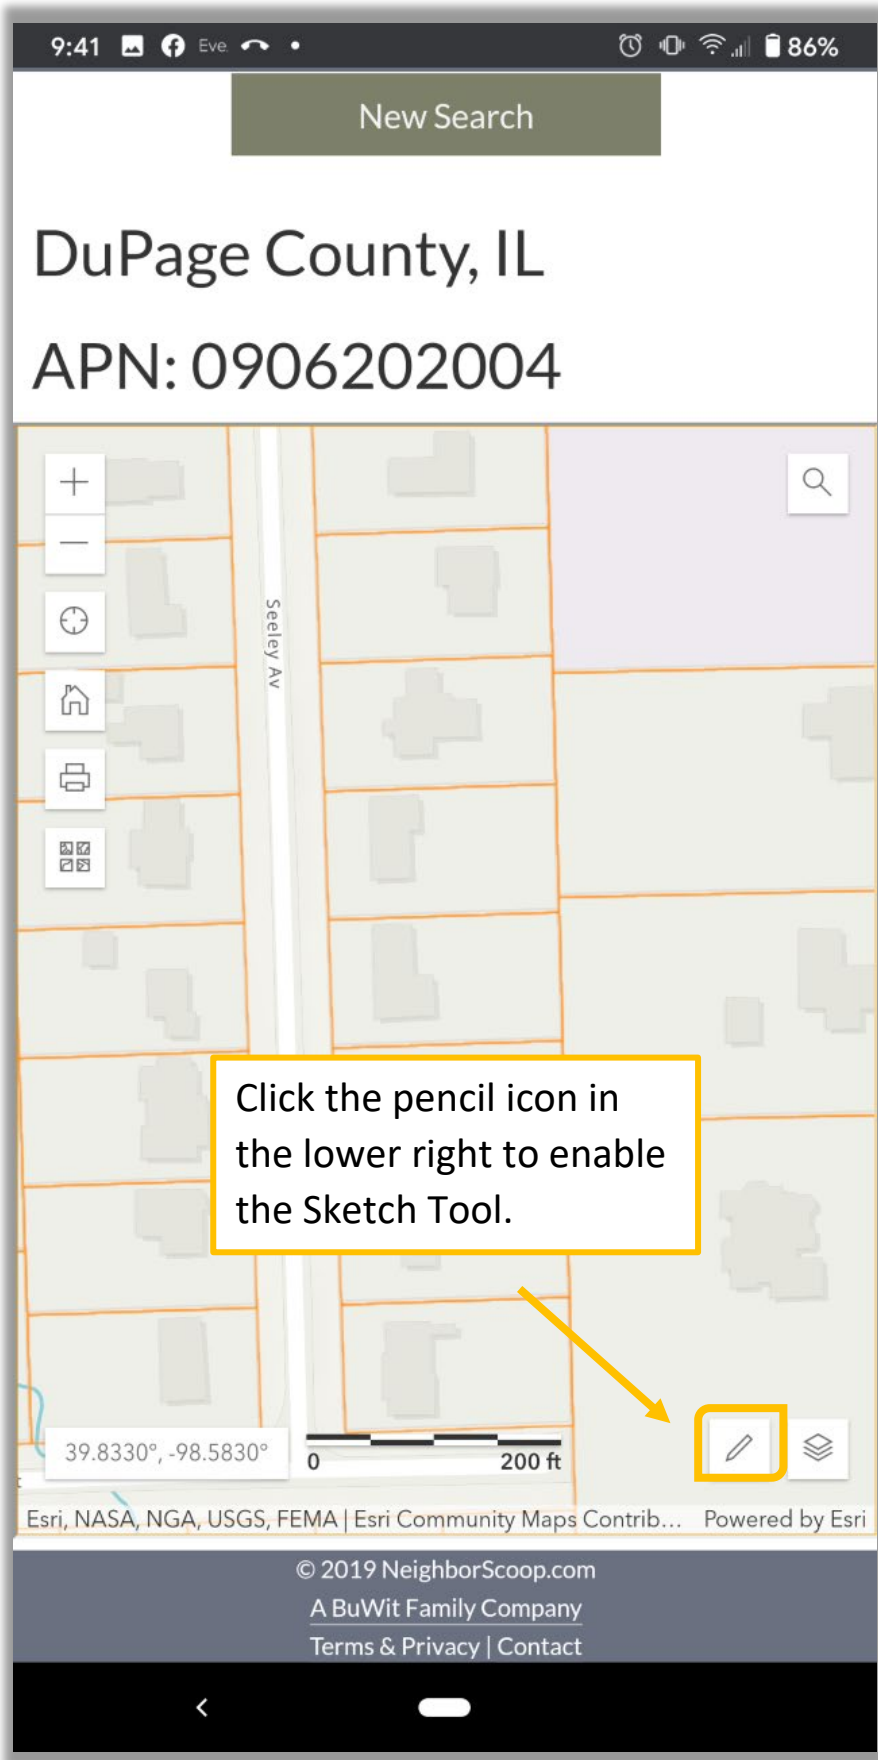 9:41 Eve. 86%
New Search
DuPage County, IL
APN: 0906202004
Seeley Av
Click the pencil icon in
the lower right to enable
the Sketch Tool.
39.8330°, -98.5830°
0 200 ft
t
Esri, NASA, NGA, USGS, FEMA | Esri Community Maps Contrib... Powered by Esri
© 2019 NeighborScoop.com
A BuWit Family Company
Terms & Privacy | Contact